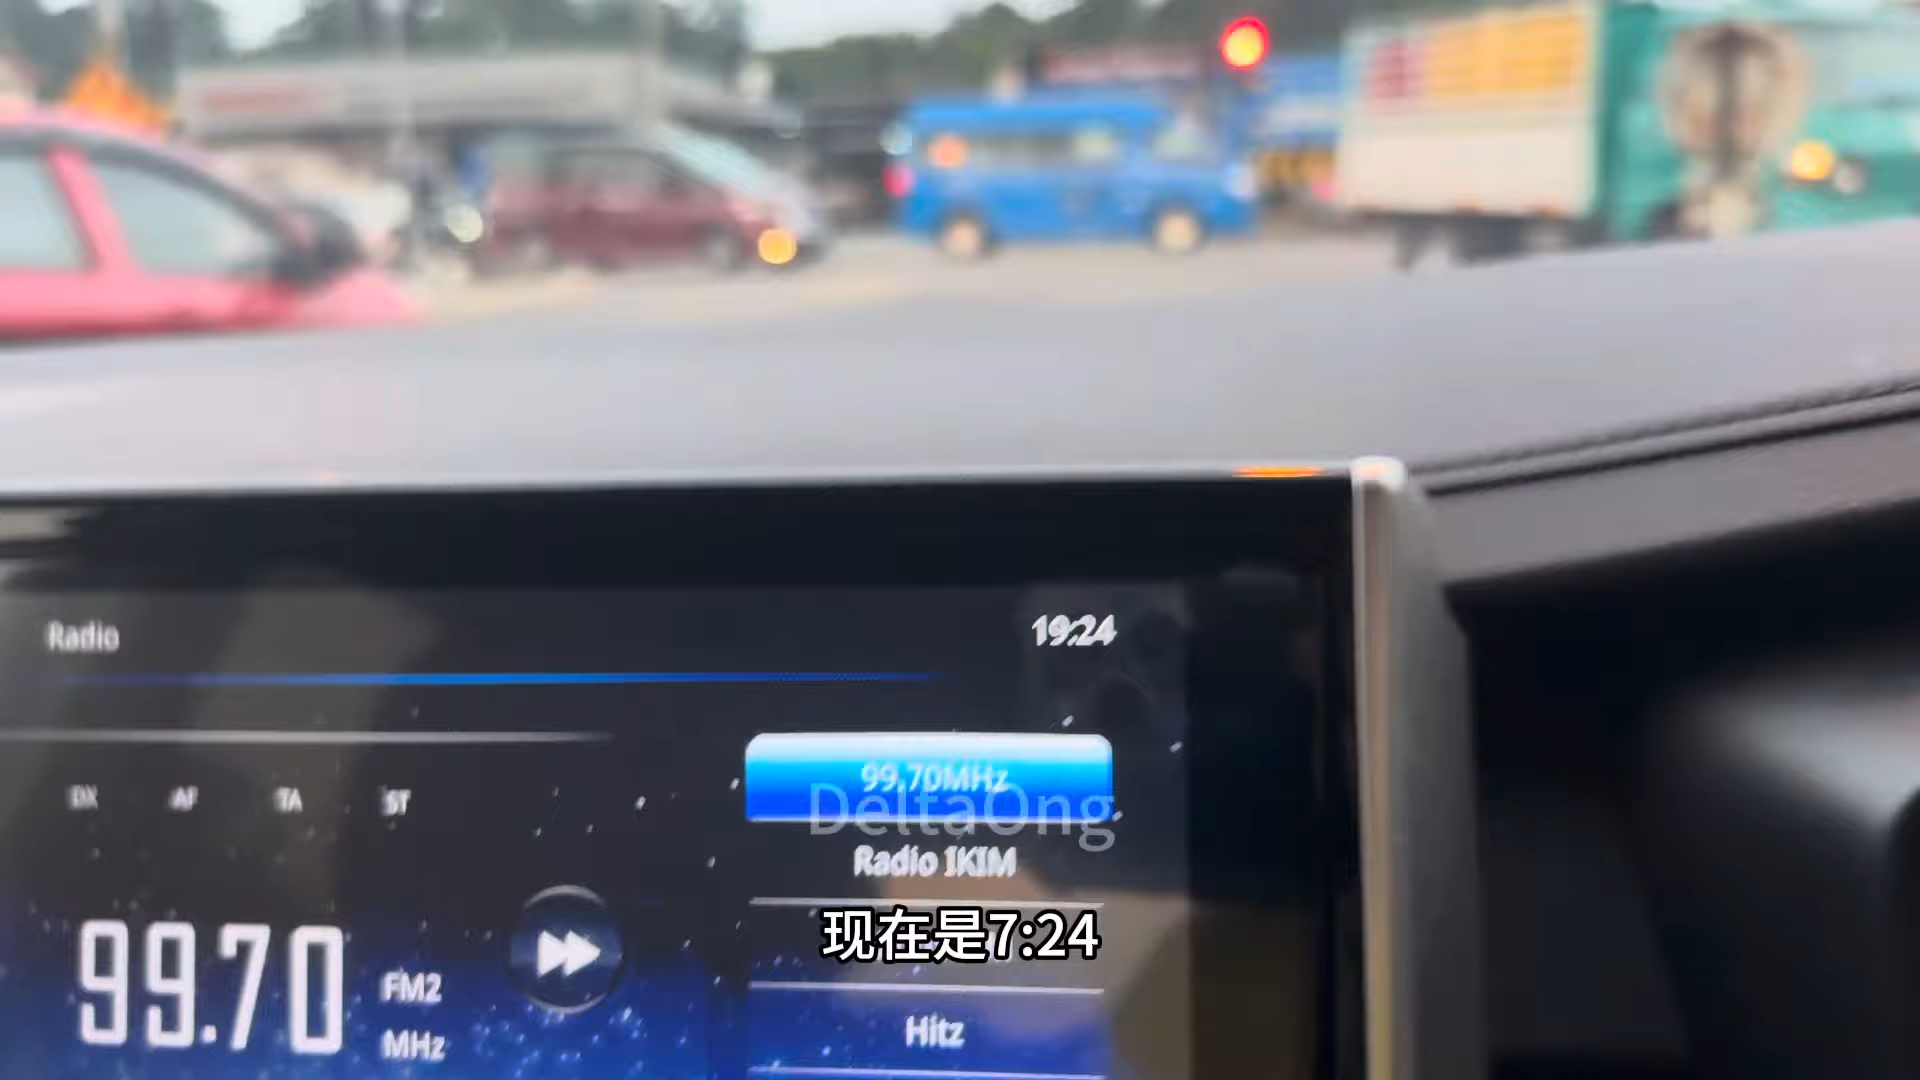 Radio
19:24
99.70MHz
DeltaOng
DX AF TA ST
Radio IKIM
99.70
FM2
MHz
现在是7:24
Hitz